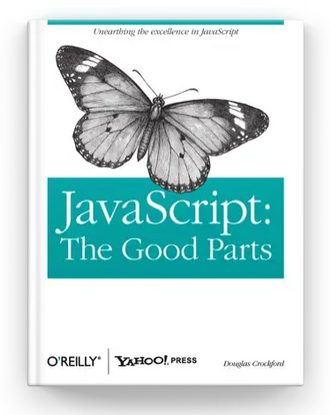 Unearthing the excellence in JavaScript
JavaScript:
The Good Parts
O'REILLY® YAHOO! PRESS Douglas Crockford